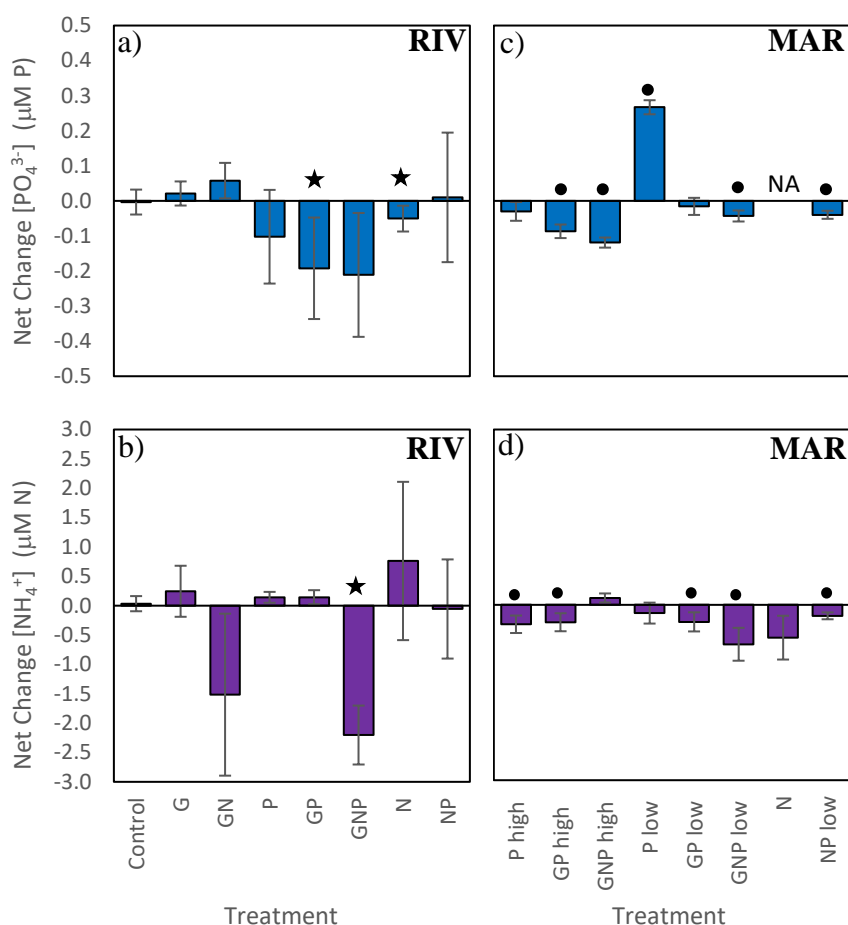 a) RIV
c) MAR
Net Change [PO₄³⁻] (µM P)
0.5
0.4
0.3
0.2
0.1
0.0
-0.1
-0.2
-0.3
-0.4
-0.5
NA
b) RIV
d) MAR
Net Change [NH₄⁺] (µM N)
3.0
2.5
2.0
1.5
1.0
0.5
0.0
-0.5
-1.0
-1.5
-2.0
-2.5
-3.0
Control
G
GN
P
GP
GNP
N
NP
P high
GP high
GNP high
P low
GP low
GNP low
N
NP low
Treatment
Treatment